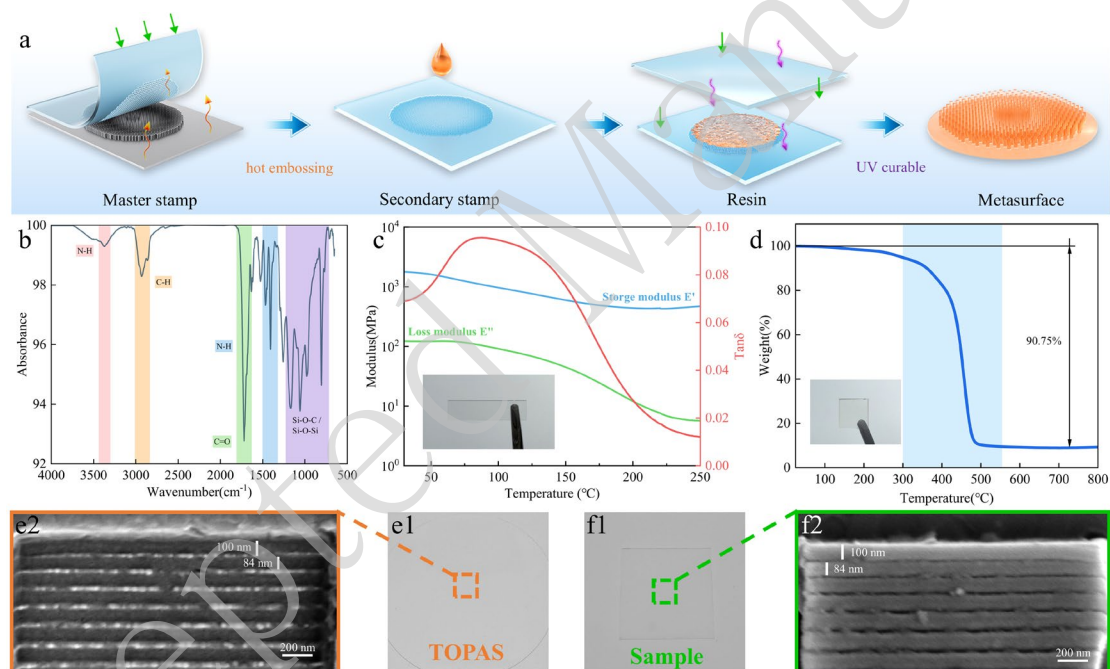 a
hot embossing
UV curable
Master stamp
Secondary stamp
Resin
Metasurface
b
100
98
96
94
92
Absorbance
N-H
C-H
N-H
C=O
Si-O-C /
Si-O-Si
4000 3500 3000 2500 2000 1500 1000
Wavenumber(cm⁻¹)
c
10⁴
10³
10²
10¹
10⁰
Modulus(MPa)
Storge modulus E'
Loss modulus E''
0.10
0.08
0.06
0.04
0.02
0.00
Tanδ
50 100 150 200 250
Temperature (℃)
d
100
80
60
40
20
0
Weight(%)
90.75%
100 200 300 400 500 600 700 800
Temperature(℃)
e2
100 nm
84 nm
200 nm
e1
TOPAS
f1
Sample
f2
100 nm
84 nm
200 nm